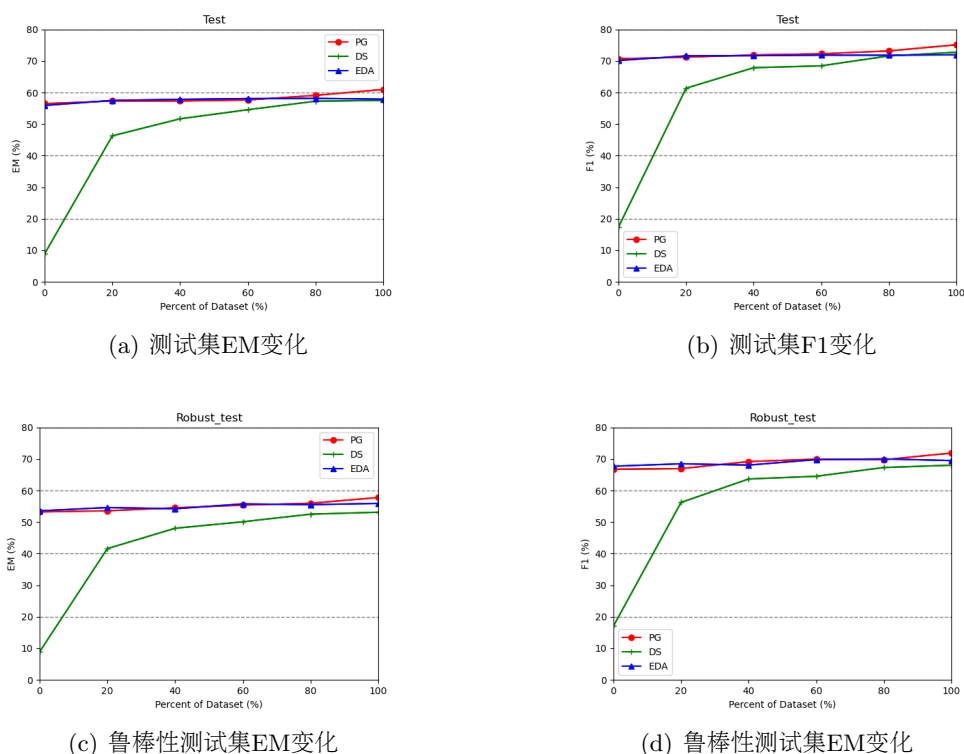 Test
80
70
60
50
40
30
20
10
0
EM (%)
PG
DS
EDA
0 20 40 60 80 100
Percent of Dataset (%)
(a) 测试集EM变化
Test
80
70
60
50
40
30
20
10
0
F1 (%)
PG
DS
EDA
0 20 40 60 80 100
Percent of Dataset (%)
(b) 测试集F1变化
Robust_test
80
70
60
50
40
30
20
10
0
EM (%)
PG
DS
EDA
0 20 40 60 80 100
Percent of Dataset (%)
(c) 鲁棒性测试集EM变化
Robust_test
80
70
60
50
40
30
20
10
0
F1 (%)
PG
DS
EDA
0 20 40 60 80 100
Percent of Dataset (%)
(d) 鲁棒性测试集EM变化